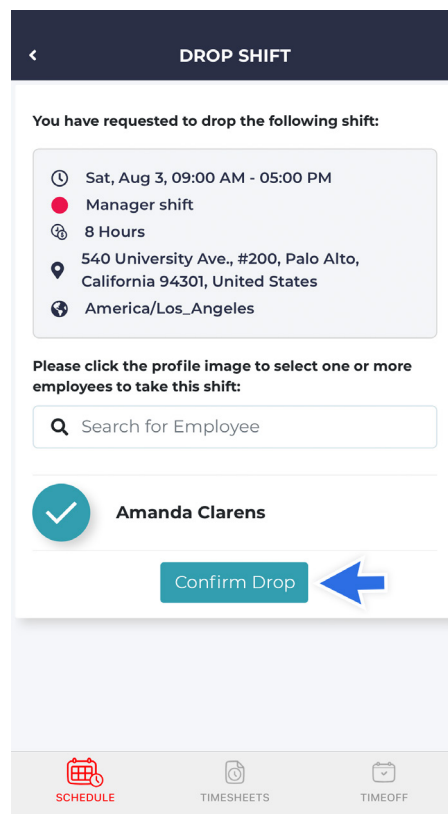 DROP SHIFT
You have requested to drop the following shift:
Sat, Aug 3, 09:00 AM - 05:00 PM
Manager shift
8 Hours
540 University Ave., #200, Palo Alto,
California 94301, United States
America/Los_Angeles
Please click the profile image to select one or more
employees to take this shift:
Search for Employee
Amanda Clarens
Confirm Drop
SCHEDULE
TIMESHEETS
TIMEOFF